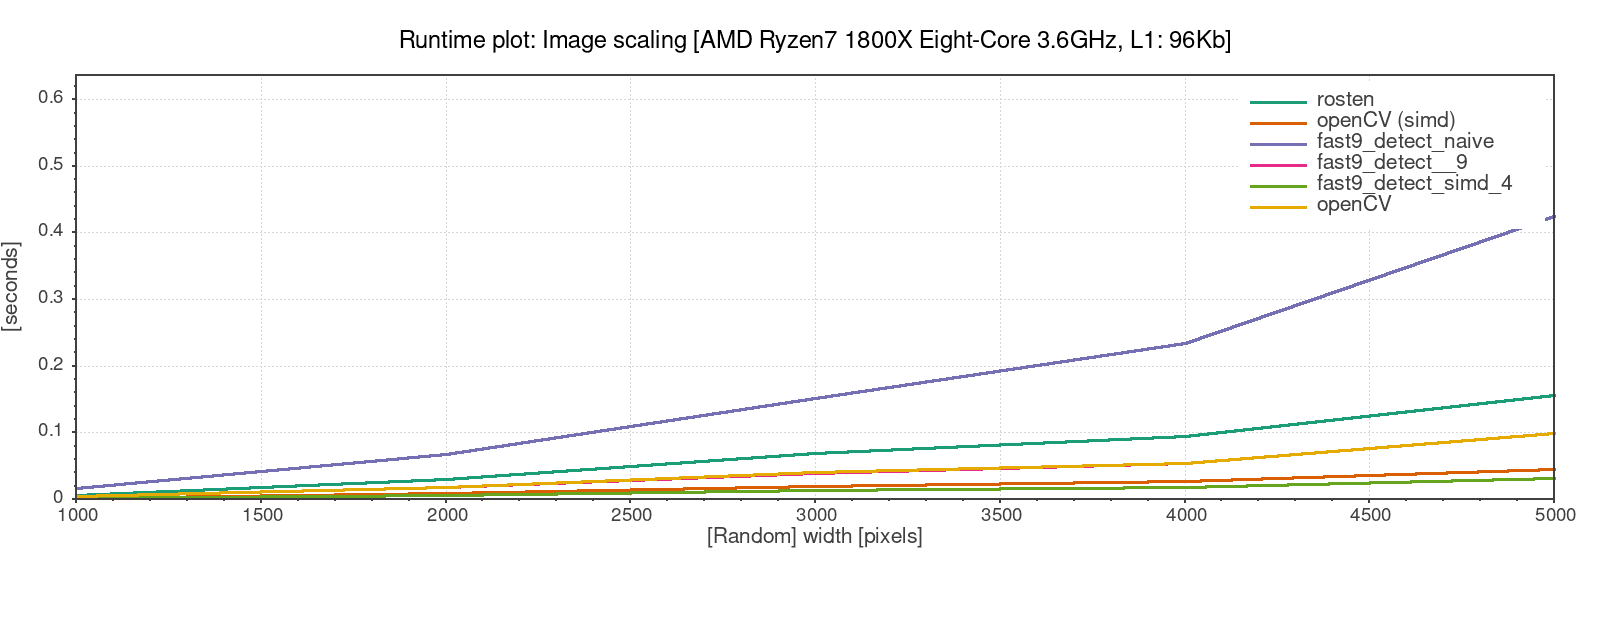 Runtime plot: Image scaling [AMD Ryzen7 1800X Eight-Core 3.6GHz, L1: 96Kb]
rosten
openCV (simd)
fast9_detect_naive
fast9_detect__9
fast9_detect_simd_4
openCV
0.6
0.5
0.4
0.3
0.2
0.1
0
[seconds]
1000 1500 2000 2500 3000 3500 4000 4500 5000
[Random] width [pixels]